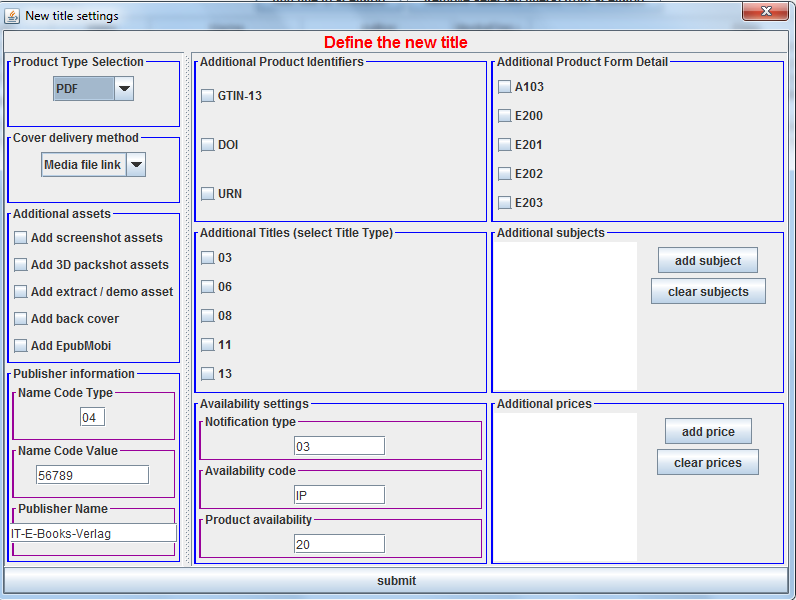 New title settings
Define the new title
Product Type Selection
PDF
Cover delivery method
Media file link
Additional assets
Add screenshot assets
Add 3D packshot assets
Add extract / demo asset
Add back cover
Add EpubMobi
Publisher information
Name Code Type
04
Name Code Value
56789
Publisher Name
IT-E-Books-Verlag
Additional Product Identifiers
GTIN-13
DOI
URN
Additional Titles (select Title Type)
03
06
08
11
13
Availability settings
Notification type
03
Availability code
IP
Product availability
20
Additional Product Form Detail
A103
E200
E201
E202
E203
Additional subjects
add subject
clear subjects
Additional prices
add price
clear prices
submit